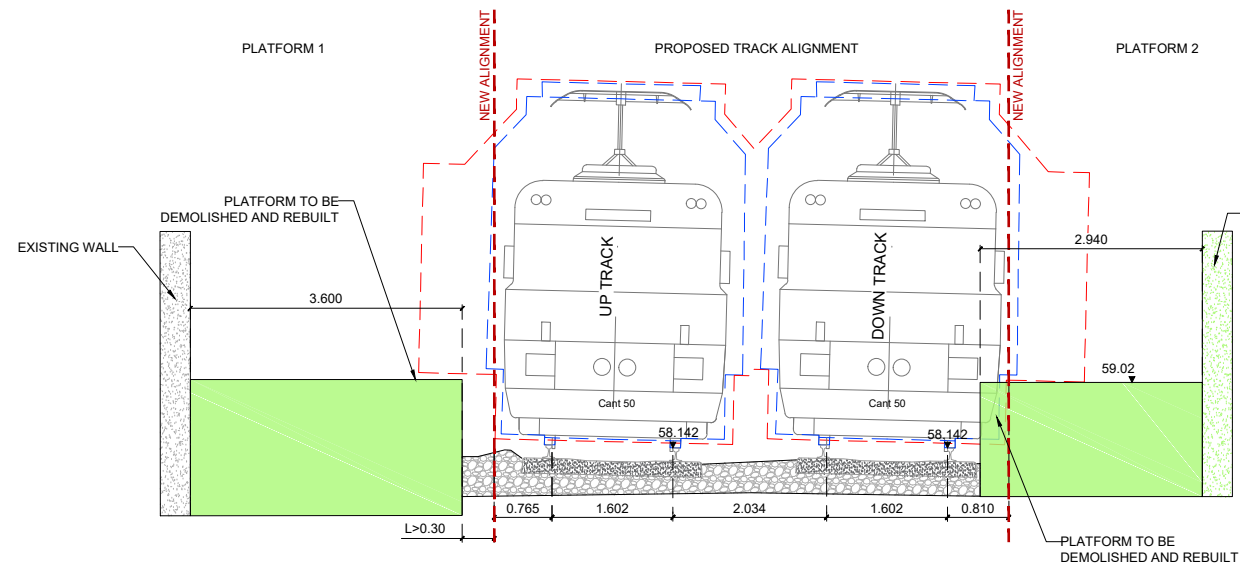 PLATFORM 1
NEW ALIGNMENT
PROPOSED TRACK ALIGNMENT
NEW ALIGNMENT
PLATFORM 2
PLATFORM TO BE
DEMOLISHED AND REBUILT
EXISTING WALL
3.600
UP TRACK
DOWN TRACK
2.940
59.02
Cant 50
Cant 50
58.142
58.142
0.765
1.602
2.034
1.602
0.810
L>0.30
PLATFORM TO BE
DEMOLISHED AND REBUILT